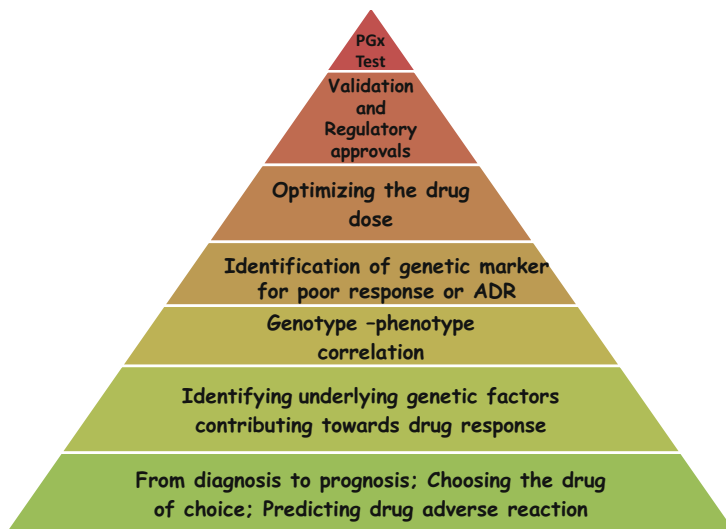 PGx
Test
Validation
and
Regulatory
approvals
Optimizing the drug
dose
Identification of genetic marker
for poor response or ADR
Genotype –phenotype
correlation
Identifying underlying genetic factors
contributing towards drug response
From diagnosis to prognosis; Choosing the drug
of choice; Predicting drug adverse reaction